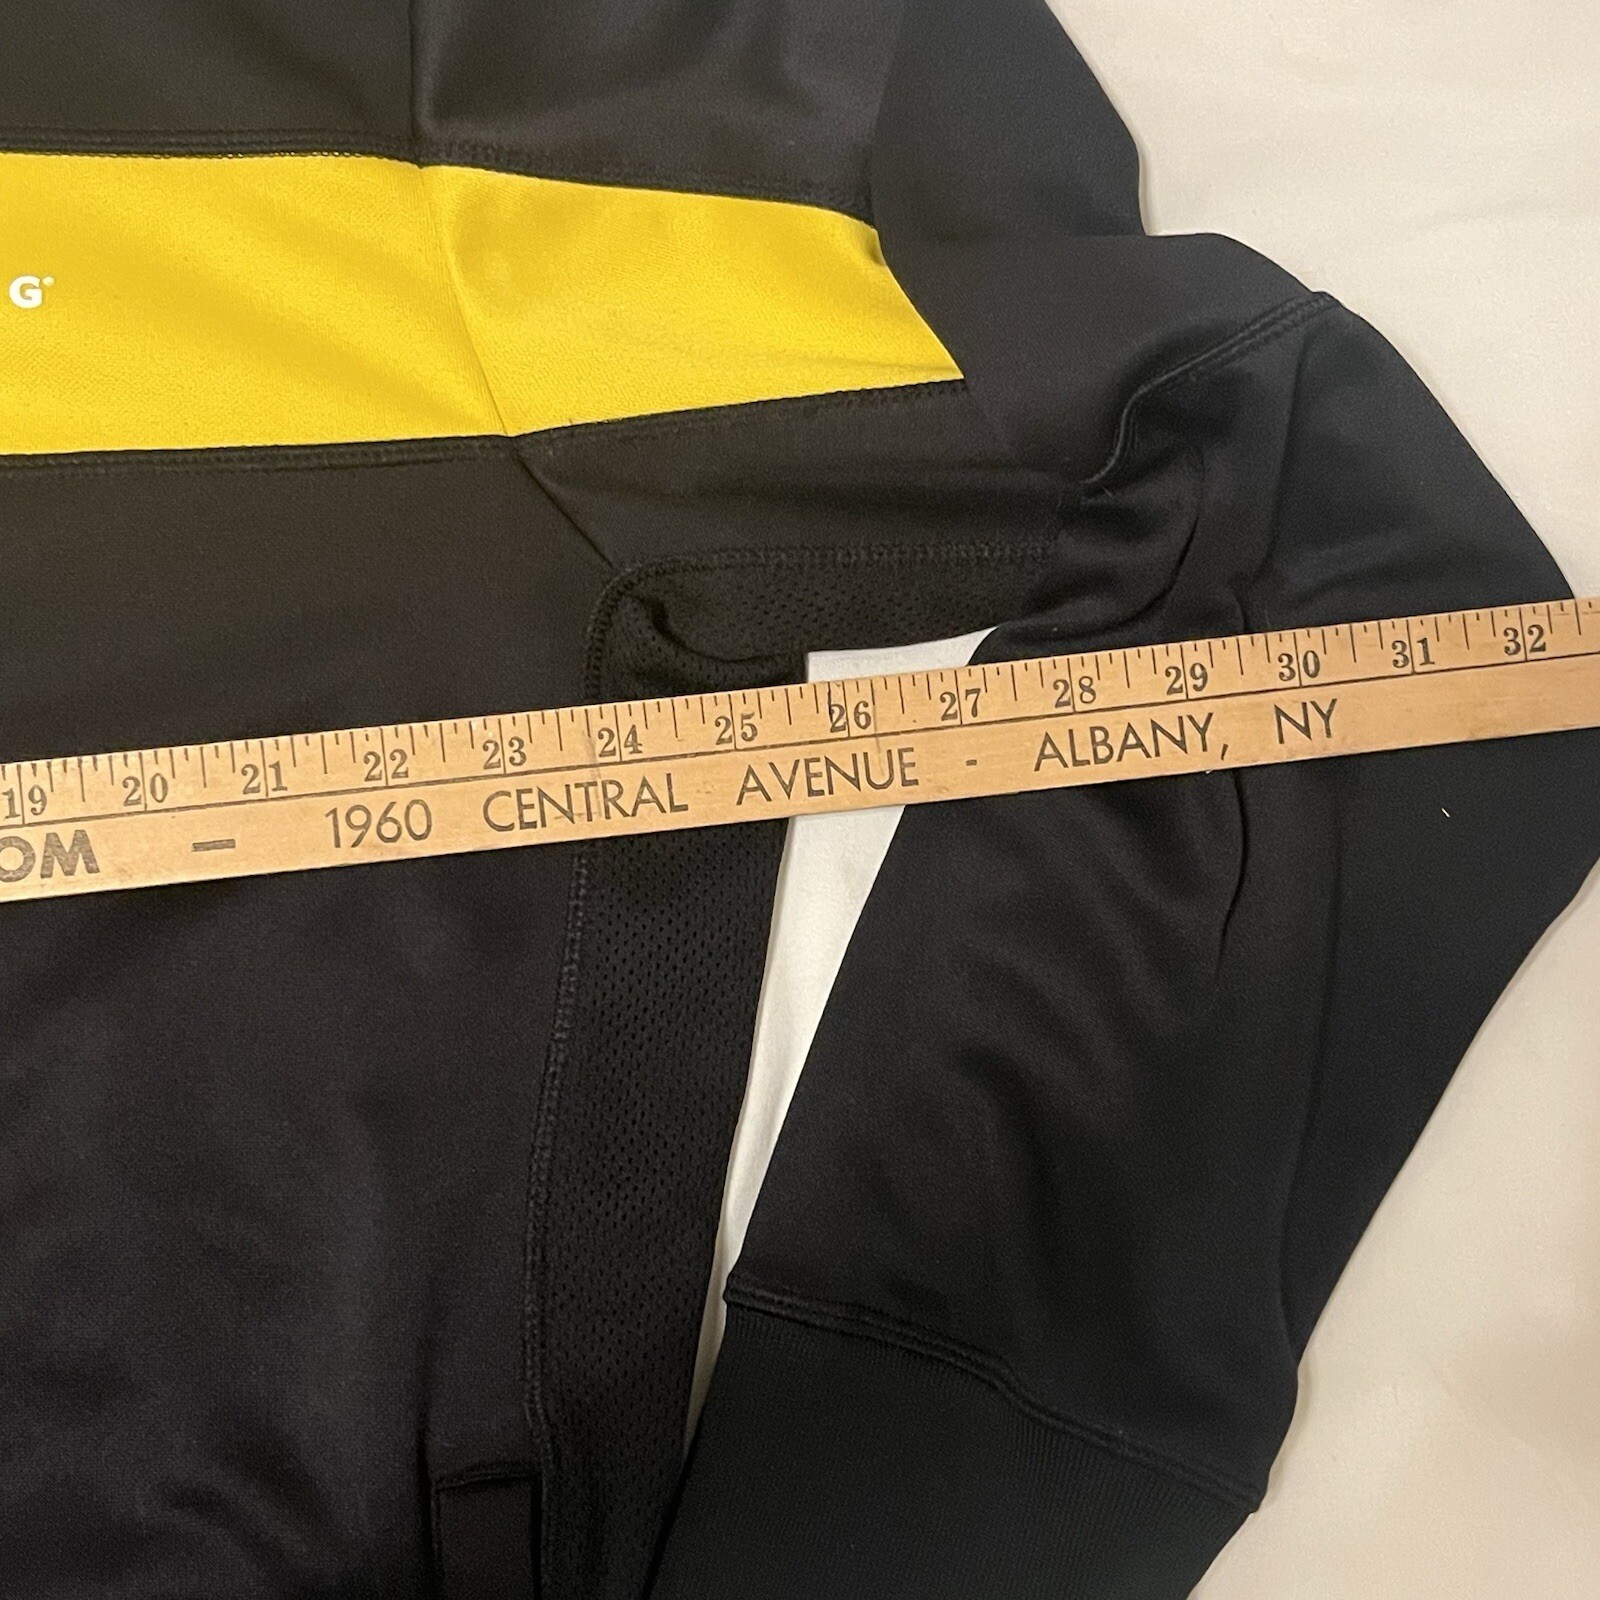 G
19 20 21 22 23 24 25 26 27 28 29 30 31 32
OM - 1960 CENTRAL AVENUE - ALBANY, NY